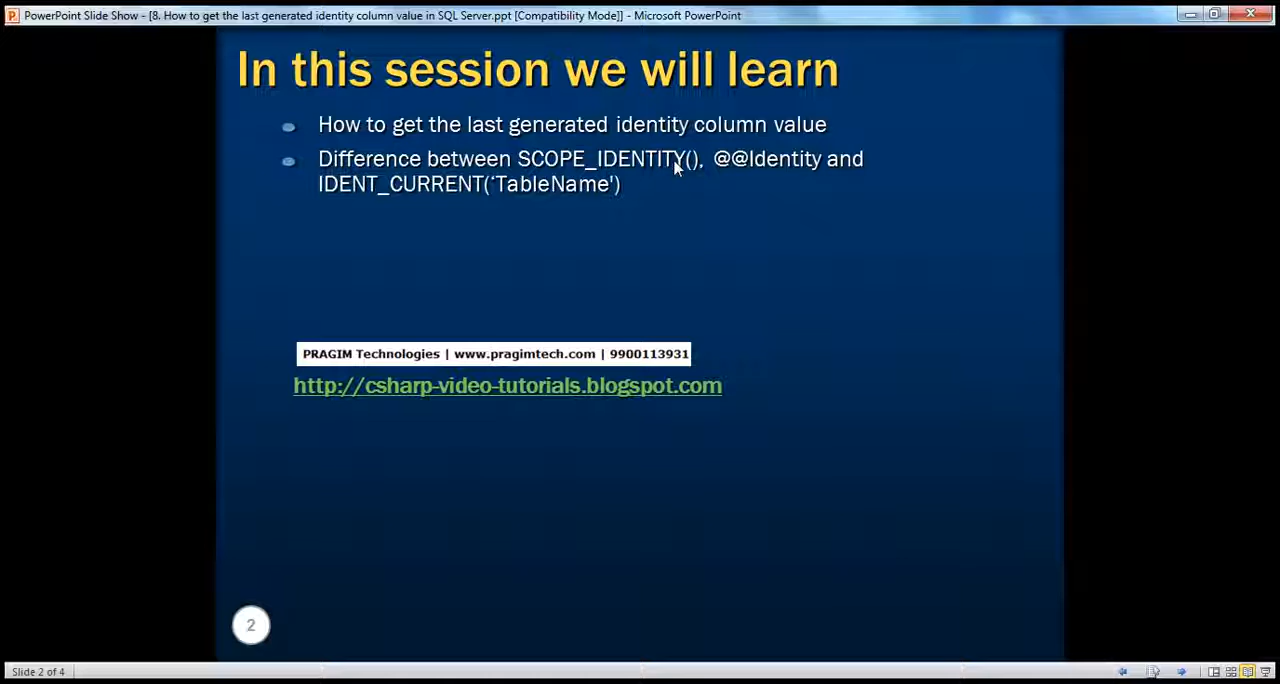 PowerPoint Slide Show - [8. How to get the last generated identity column value in SQL Server.ppt [Compatibility Mode]] - Microsoft PowerPoint
In this session we will learn
How to get the last generated identity column value
Difference between SCOPE_IDENTITY(), @@Identity and
IDENT_CURRENT(‘TableName')
PRAGIM Technologies | www.pragimtech.com | 9900113931
http://csharp-video-tutorials.blogspot.com
2
Slide 2 of 4